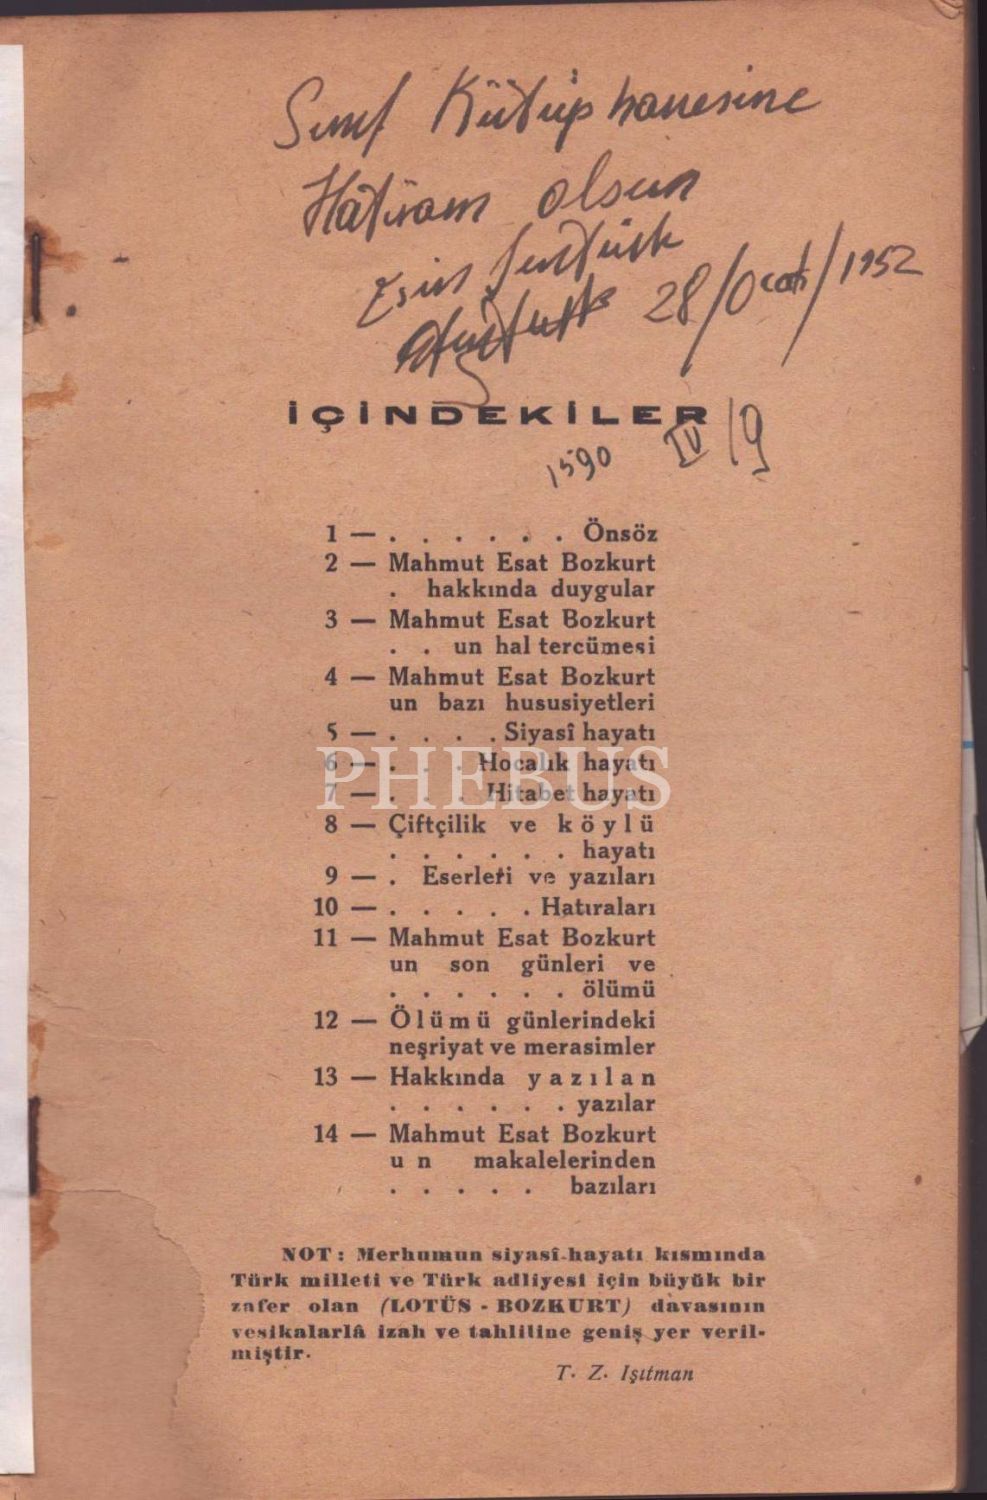 Sınıf Kütüphanesine
Hatıram olsun
28/Ocak/1952
İÇİNDEKİLER
1590 IV/9
1 — . . . . . . Önsöz
2 — Mahmut Esat Bozkurt
. hakkında duygular
3 — Mahmut Esat Bozkurt
. . un hal tercümesi
4 — Mahmut Esat Bozkurt
un bazı hususiyetleri
5 — . . . . Siyasî hayatı
6 — . . . Hocalık hayatı
PHEBUS
7 — . . . Hitabet hayatı
8 — Çiftçilik ve köylü
. . . . . . hayatı
9 — . Eserleri ve yazıları
10 — . . . . . Hatıraları
11 — Mahmut Esat Bozkurt
un son günleri ve
. . . . . . ölümü
12 — Ölümü günlerindeki
neşriyat ve merasimler
13 — Hakkında yazılan
. . . . . . yazılar
14 — Mahmut Esat Bozkurt
un makalelerinden
. . . . . bazıları
NOT : Merhumun siyasî-hayatı kısmında
Türk milleti ve Türk adliyesi için büyük bir
zafer olan (LOTÜS - BOZKURT) davasının
vesikalarlâ izah ve tahliline geniş yer veril-
miştir.
T. Z. Işıtman